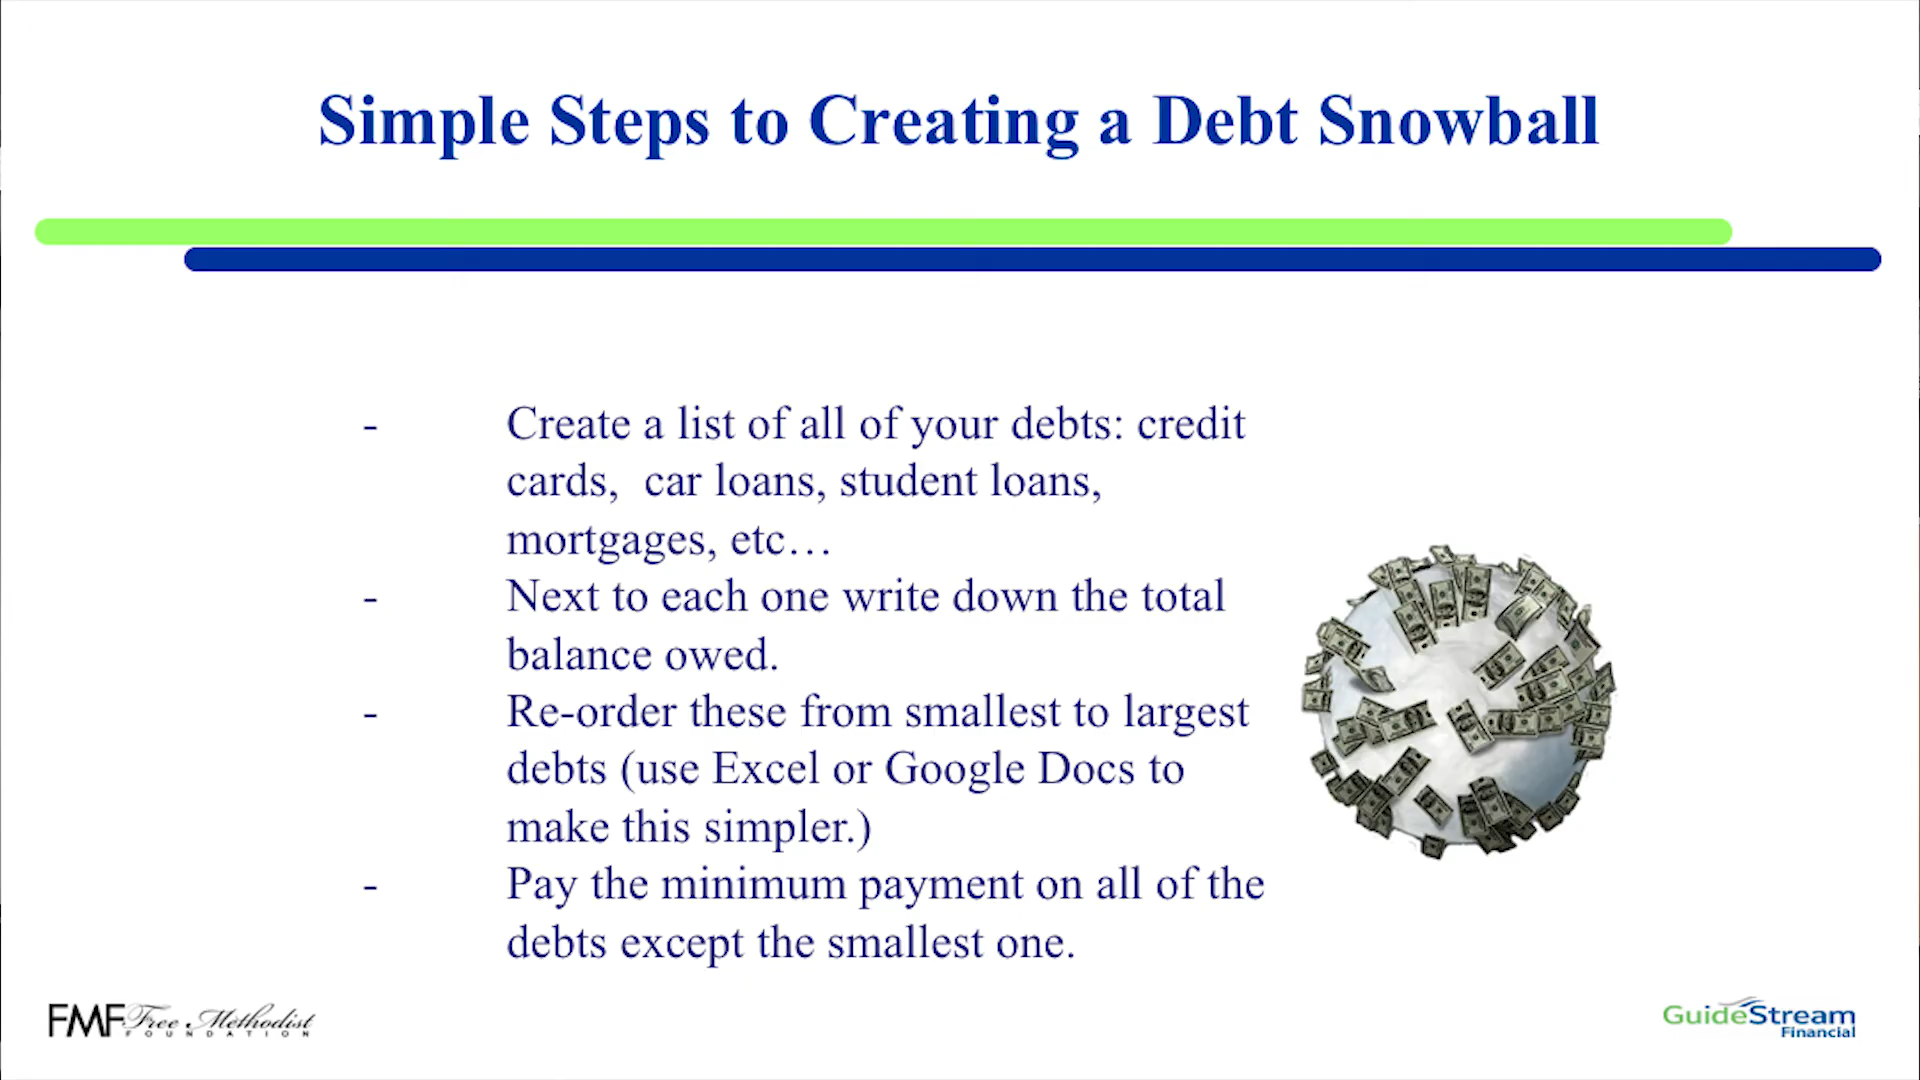 Simple Steps to Creating a Debt Snowball
- Create a list of all of your debts: credit
cards, car loans, student loans,
mortgages, etc…
- Next to each one write down the total
balance owed.
- Re-order these from smallest to largest
debts (use Excel or Google Docs to
make this simpler.)
- Pay the minimum payment on all of the
debts except the smallest one.
FMF Free Methodist
FOUNDATION
GuideStream
Financial